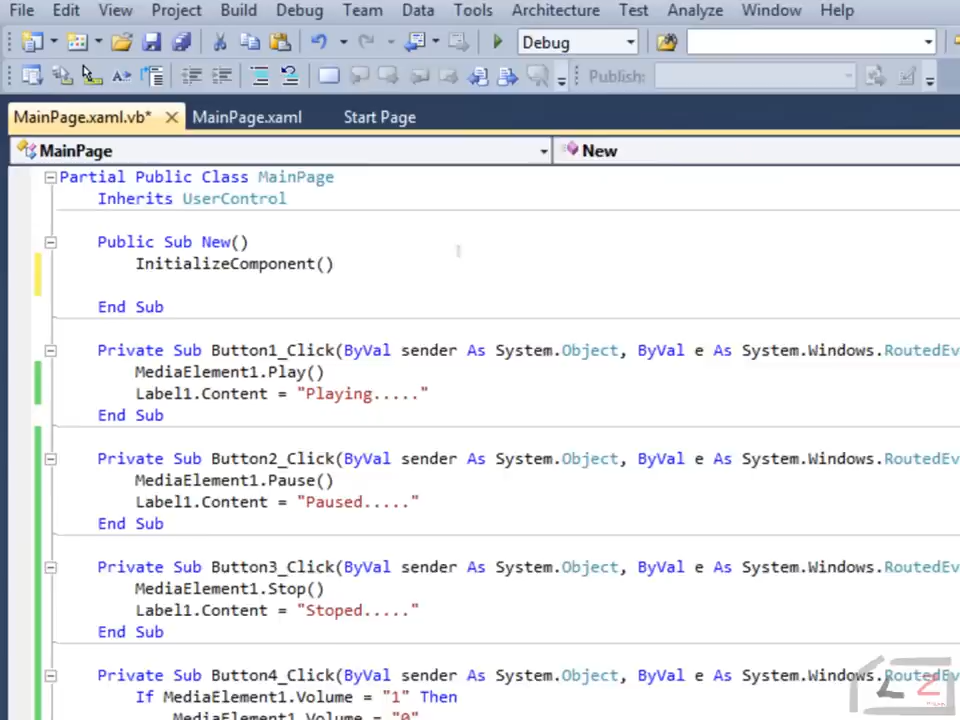 File Edit View Project Build Debug Team Data Tools Architecture Test Analyze Window Help
Debug
Publish:
MainPage.xaml.vb* MainPage.xaml Start Page
MainPage New
Partial Public Class MainPage
Inherits UserControl
Public Sub New()
InitializeComponent()
End Sub
Private Sub Button1_Click(ByVal sender As System.Object, ByVal e As System.Windows.RoutedEv
MediaElement1.Play()
Label1.Content = "Playing....."
End Sub
Private Sub Button2_Click(ByVal sender As System.Object, ByVal e As System.Windows.RoutedEv
MediaElement1.Pause()
Label1.Content = "Paused....."
End Sub
Private Sub Button3_Click(ByVal sender As System.Object, ByVal e As System.Windows.RoutedEv
MediaElement1.Stop()
Label1.Content = "Stoped....."
End Sub
Private Sub Button4_Click(ByVal sender As System.Object, ByVal e As System.Windows.RoutedEv
If MediaElement1.Volume = "1" Then
MediaElement1.Volume = "0"